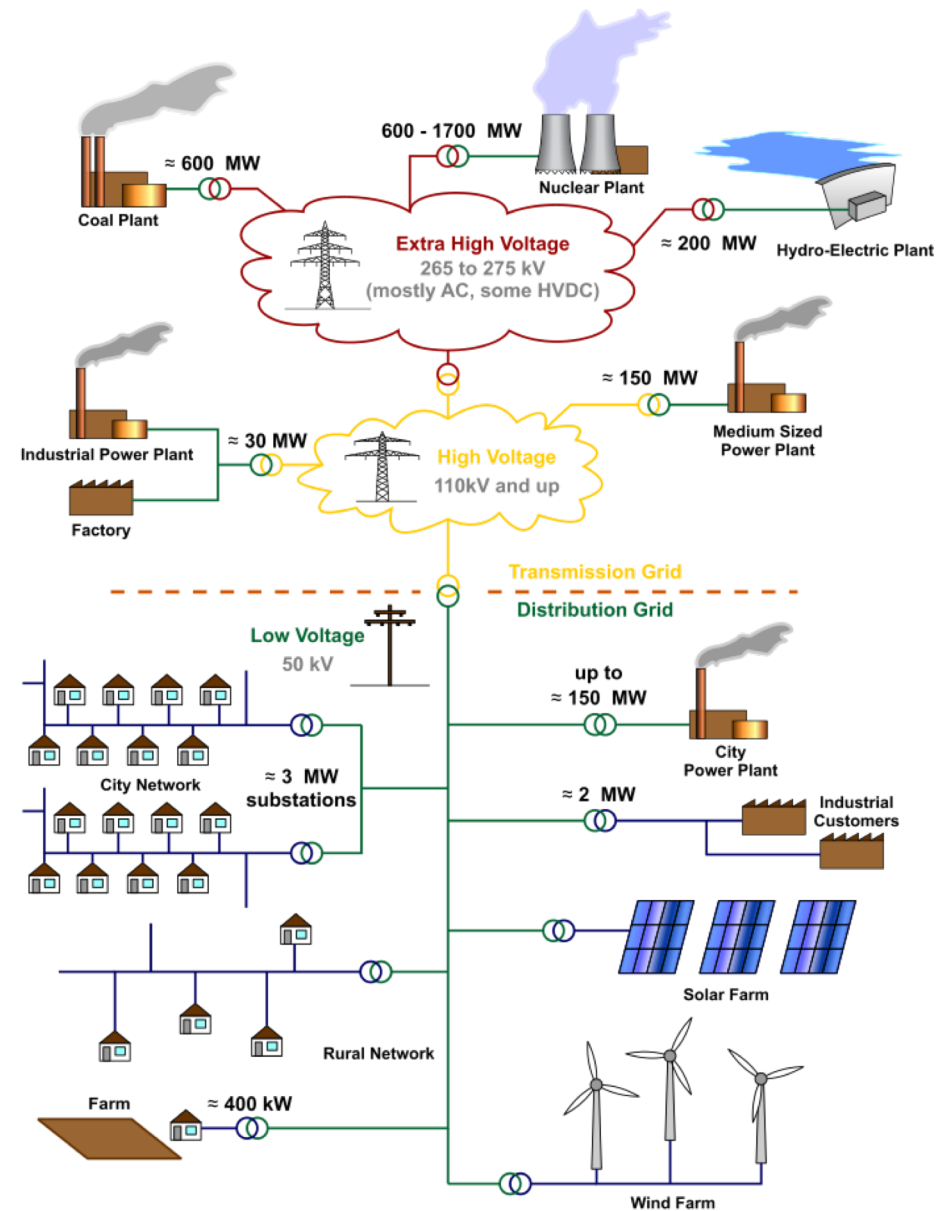 600 - 1700  MW
≈ 600  MW
Nuclear Plant
Coal Plant
Extra High Voltage
265 to 275 kV
(mostly AC, some HVDC)
≈ 200  MW
Hydro-Electric Plant
≈ 150  MW
Industrial Power Plant
≈ 30 MW
High Voltage
110kV and up
Medium Sized
Power Plant
Factory
Transmission Grid
Distribution Grid
Low Voltage
50 kV
up to
≈ 150  MW
City
Power Plant
City Network
≈ 3  MW
substations
≈ 2  MW
Industrial
Customers
Solar Farm
Rural Network
Farm
≈ 400 kW
Wind Farm